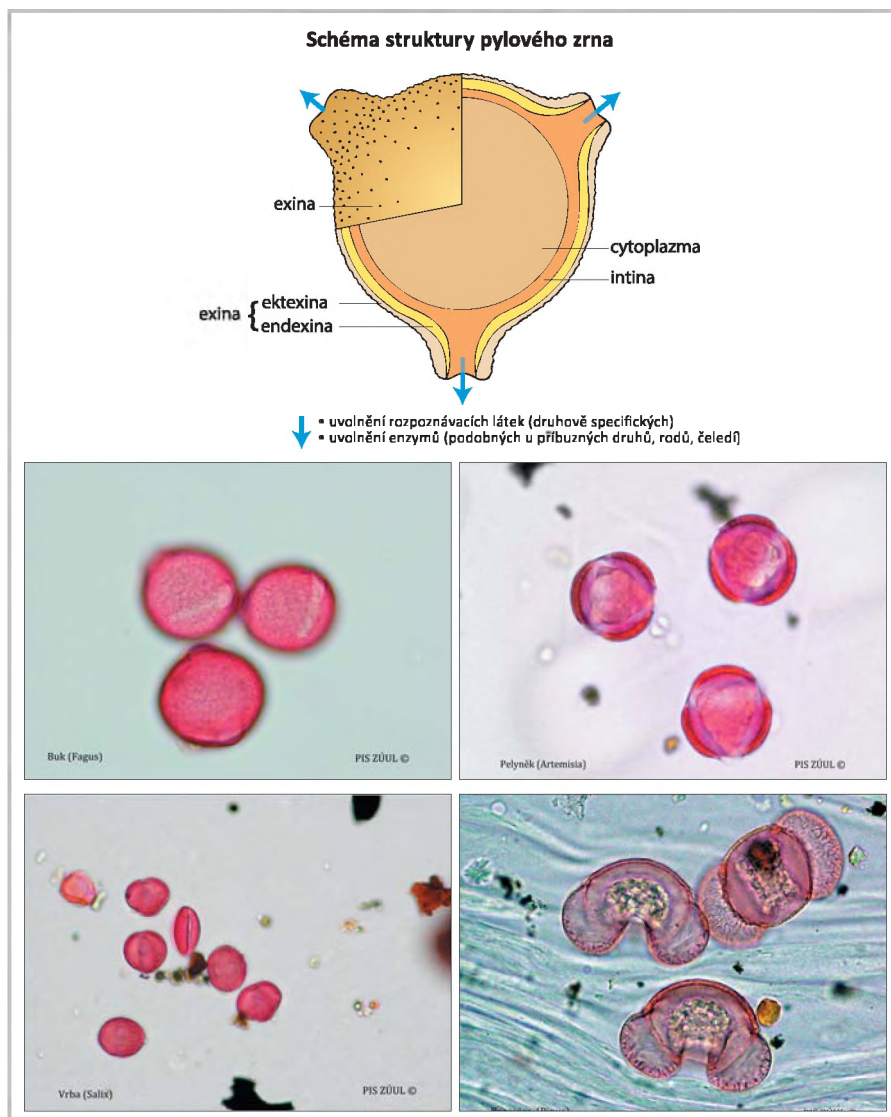 Schéma struktury pylového zrna
exina
cytoplazma
intina
exina
ektexina
endexina
• uvolnění rozpoznávacích látek (druhově specifických)
• uvolnění enzymů (podobných u příbuzných druhů, rodů, čeledí)
Buk (Fagus) PIS ZÚUL ©
Pelyněk (Artemisia) PIS ZÚUL ©
Vrba (Salix) PIS ZÚUL ©